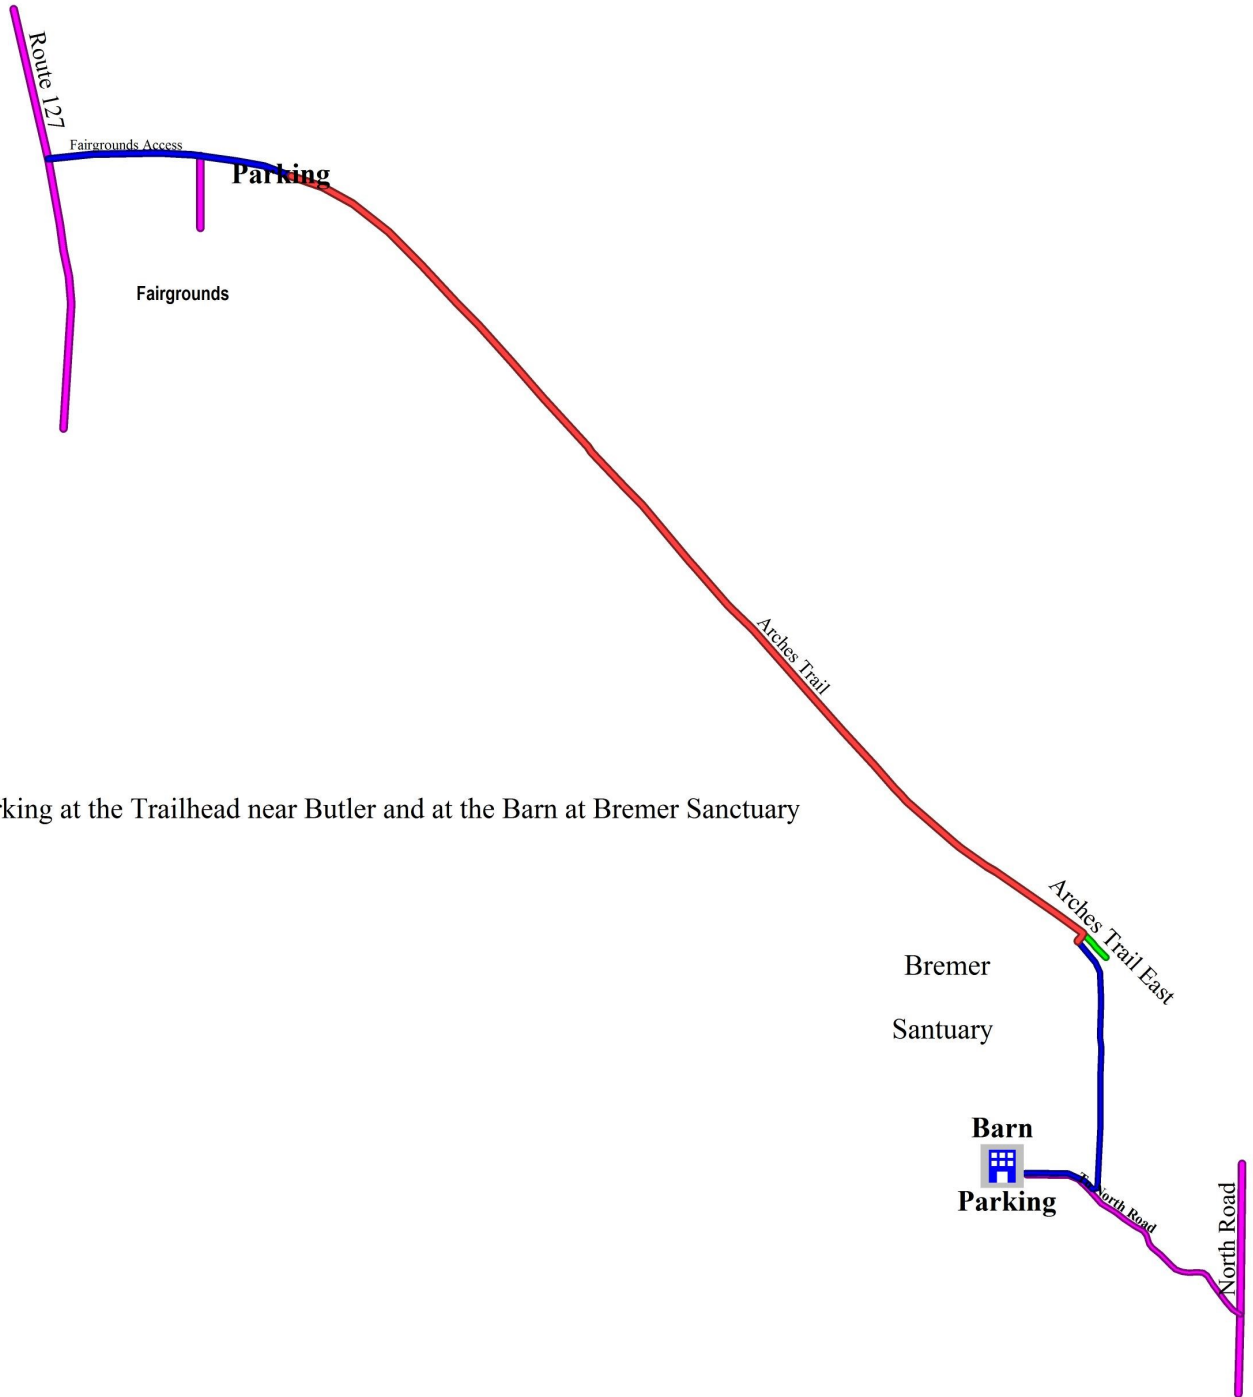 Route 127
Fairgrounds Access
Parking
Fairgrounds
Arches Trail
rking at the Trailhead near Butler and at the Barn at Bremer Sanctuary
Arches Trail East
Bremer
Santuary
Barn
Parking
To North Road
North Road